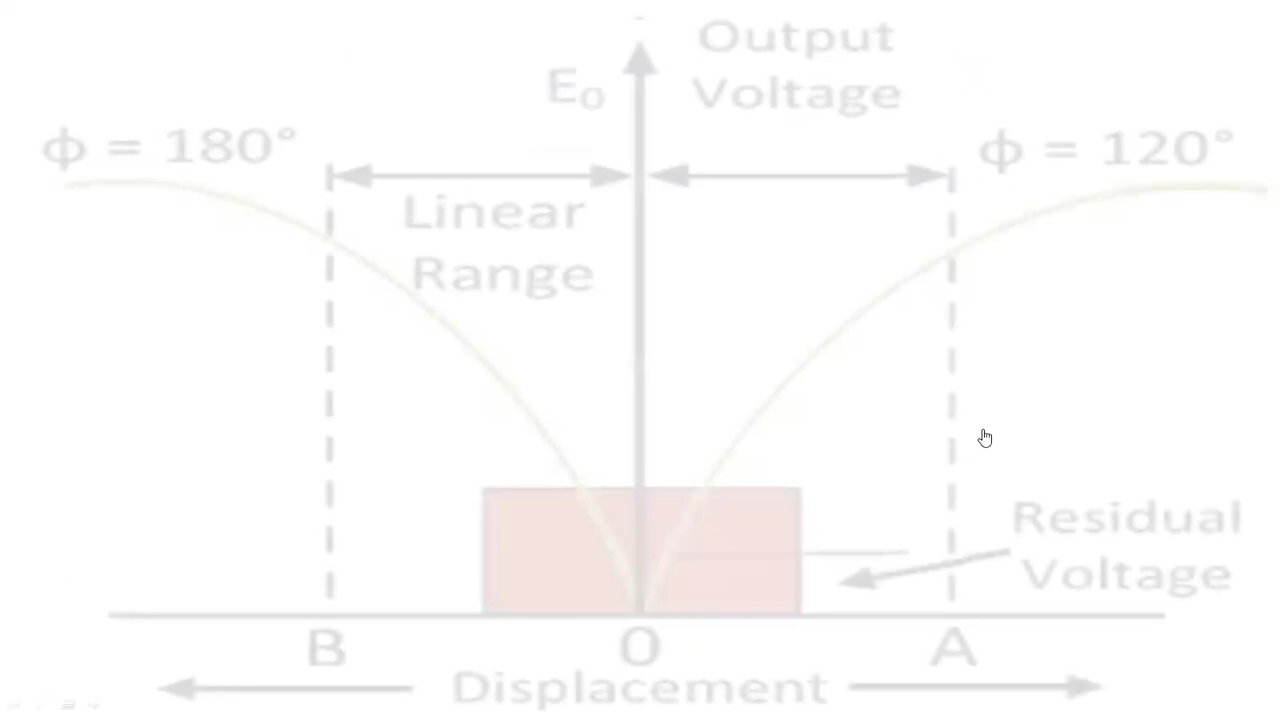 Output
Voltage
E₀
ϕ = 180°
ϕ = 120°
Linear
Range
Residual
Voltage
B
0
A
Displacement